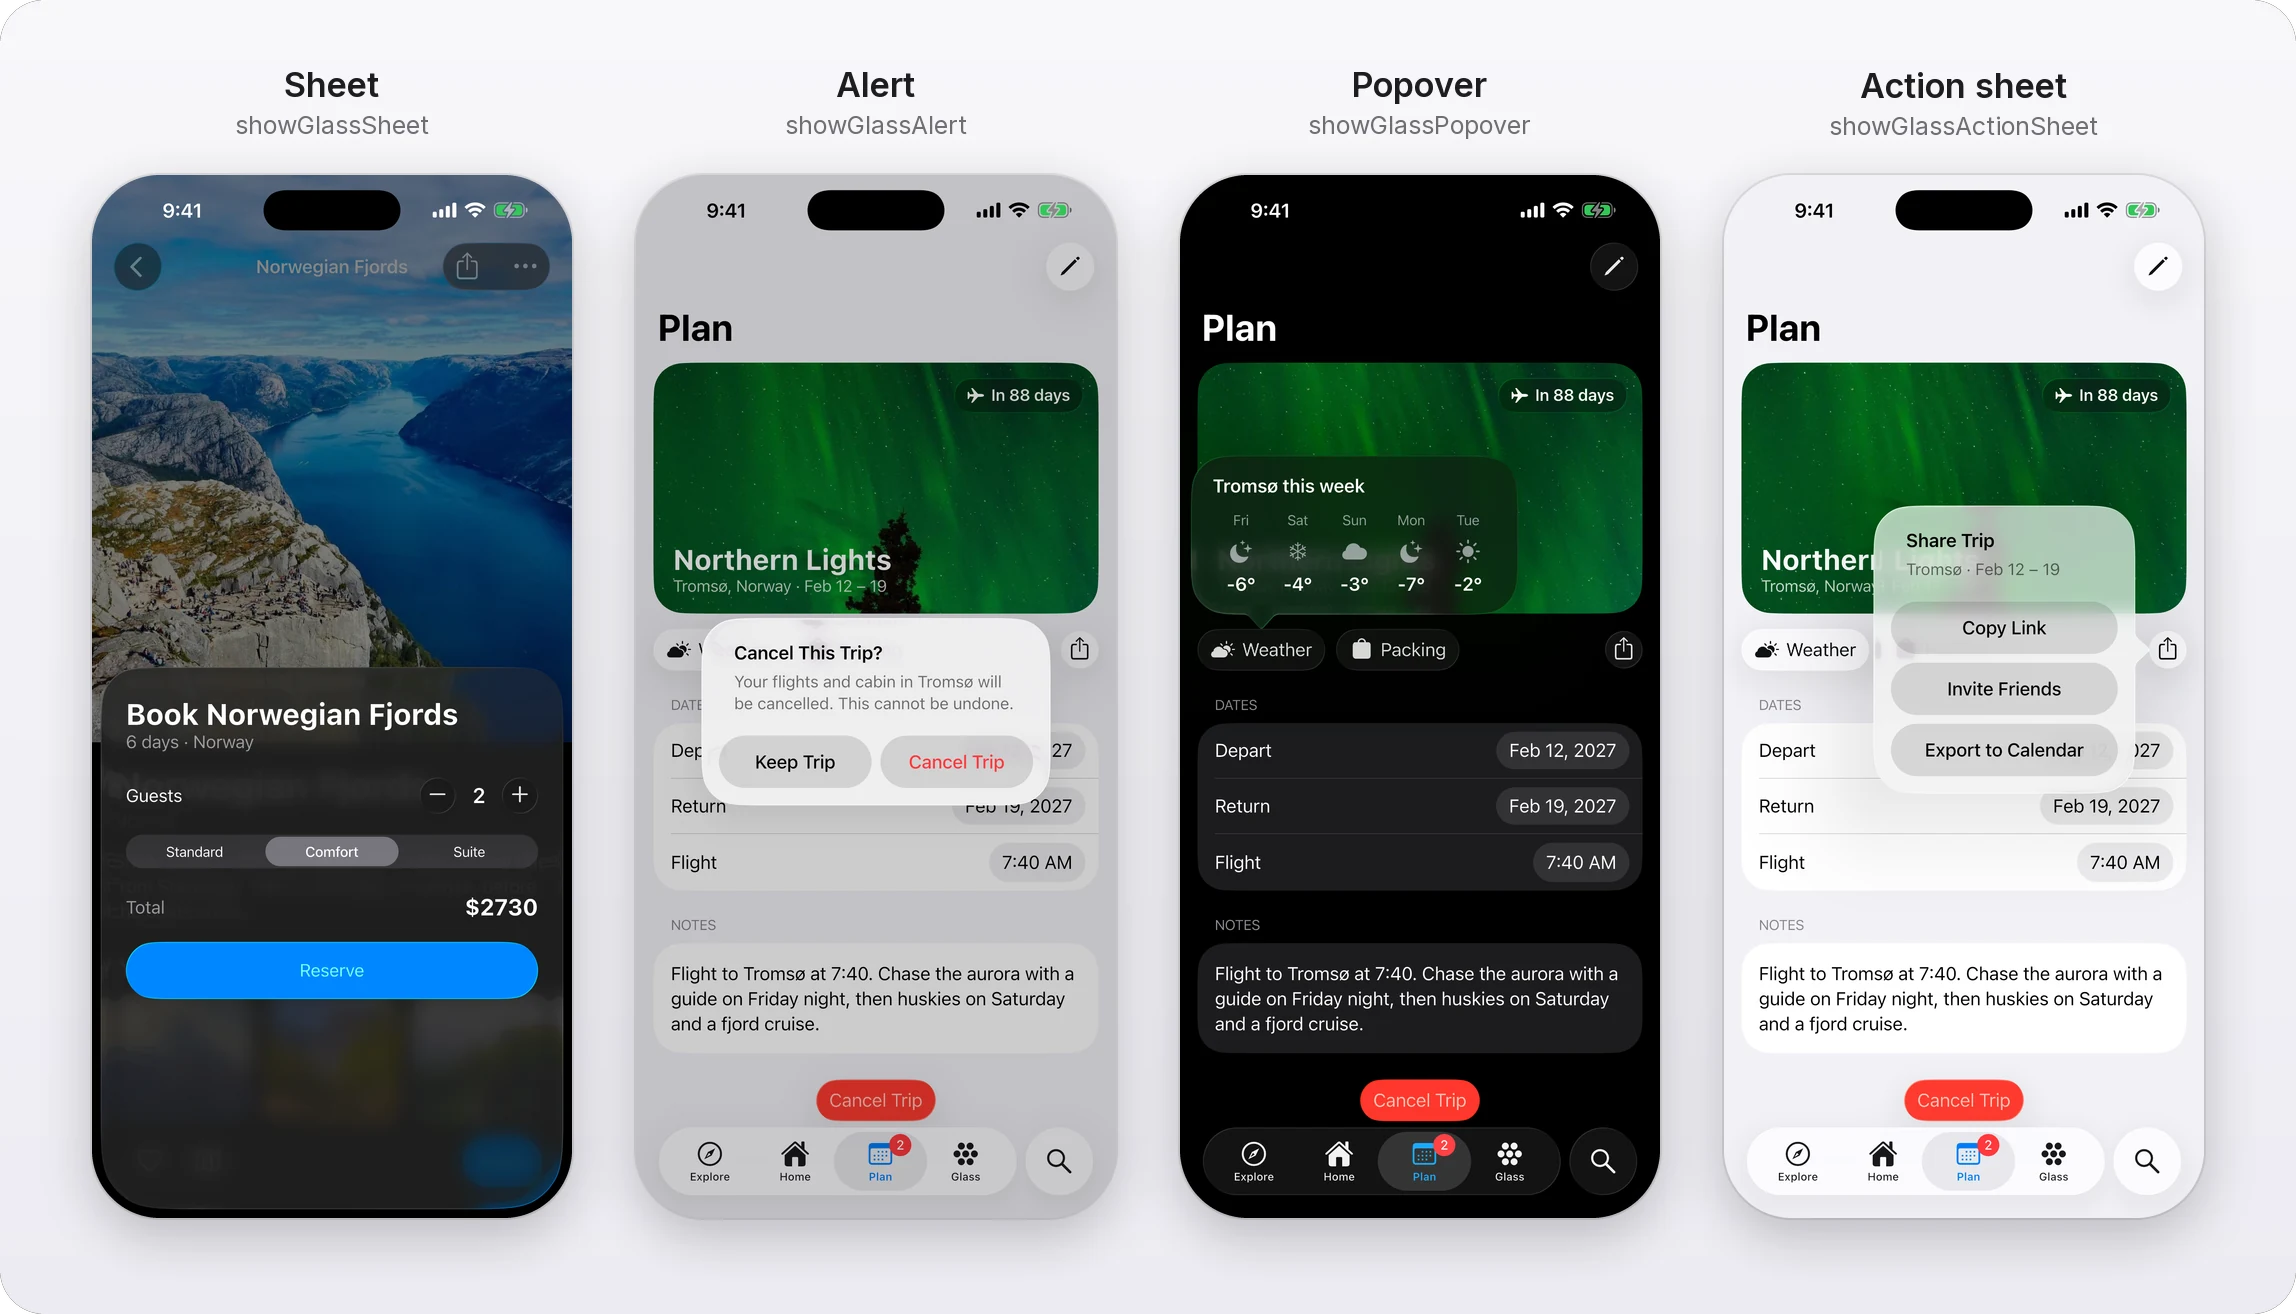 Sheet
showGlassSheet
9:41
Norwegian Fjords
Book Norwegian Fjords
6 days · Norway
Guests
2
Standard Comfort Suite
Total $2730
Reserve
Alert
showGlassAlert
9:41
Plan
In 88 days
Northern Lights
Tromsø, Norway · Feb 12 – 19
Cancel This Trip?
Your flights and cabin in Tromsø will
be cancelled. This cannot be undone.
Keep Trip Cancel Trip
Return Feb 19, 2027
Flight 7:40 AM
NOTES
Flight to Tromsø at 7:40. Chase the aurora with a
guide on Friday night, then huskies on Saturday
and a fjord cruise.
Cancel Trip
2
Explore Home Plan Glass
Popover
showGlassPopover
9:41
Plan
In 88 days
Tromsø this week
Fri Sat Sun Mon Tue
-6° -4° -3° -7° -2°
Weather Packing
DATES
Depart Feb 12, 2027
Return Feb 19, 2027
Flight 7:40 AM
NOTES
Flight to Tromsø at 7:40. Chase the aurora with a
guide on Friday night, then huskies on Saturday
and a fjord cruise.
Cancel Trip
2
Explore Home Plan Glass
Action sheet
showGlassActionSheet
9:41
Plan
In 88 days
Northern
Tromsø, Norway
Share Trip
Tromsø · Feb 12 – 19
Copy Link
Invite Friends
Export to Calendar
Weather
DATES
Depart
Return Feb 19, 2027
Flight 7:40 AM
NOTES
Flight to Tromsø at 7:40. Chase the aurora with a
guide on Friday night, then huskies on Saturday
and a fjord cruise.
Cancel Trip
2
Explore Home Plan Glass